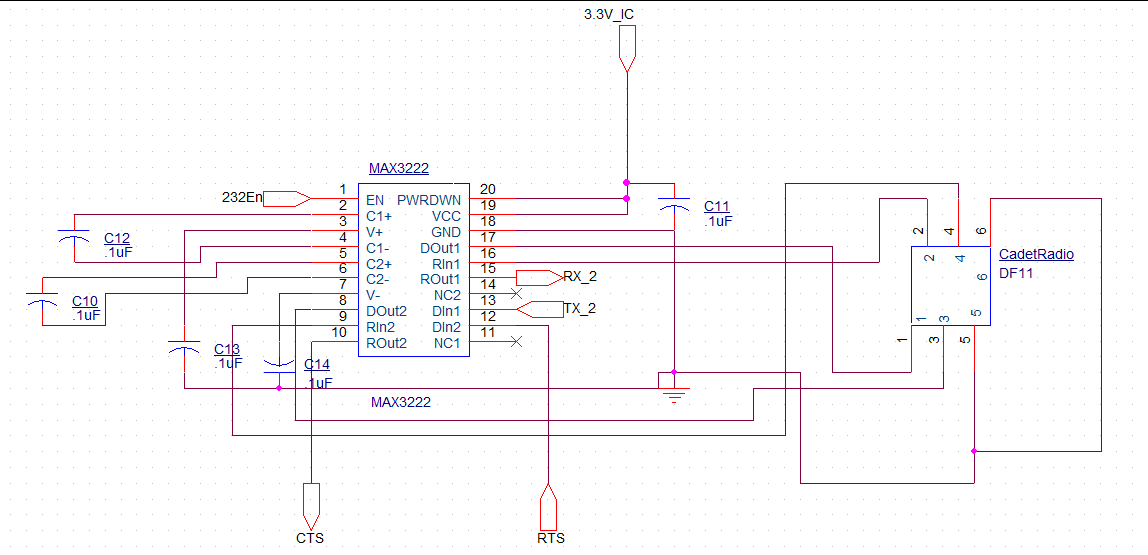 3.3V_IC
MAX3222
232En
1 EN PWRDWN 20
2 C1+ VCC 19
3 V+ GND 18
4 C1- DOut1 17
5 C2+ RIn1 16
6 C2- ROut1 15
7 V- NC2 14
8 DOut2 DIn1 13
9 RIn2 DIn2 12
10 ROut2 NC1 11
RX_2
TX_2
C11
.1uF
C12
.1uF
C10
.1uF
C13
.1uF
C14
.1uF
MAX3222
2 4 6
2 4 6
CadetRadio
DF11
1 3 5
1 3 5
CTS
RTS